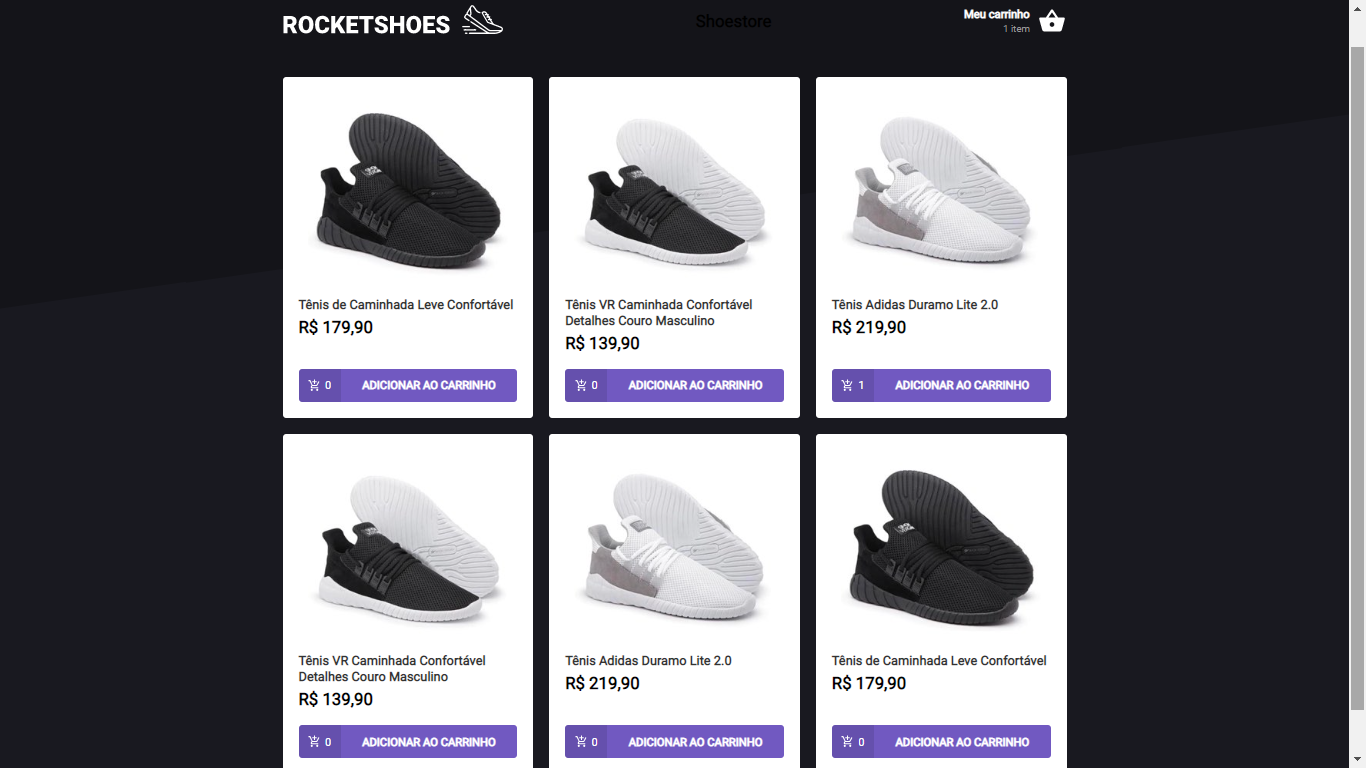 ROCKETSHOES
Shoestore
Meu carrinho
1 item
Tênis de Caminhada Leve Confortável
R$ 179,90
0 ADICIONAR AO CARRINHO
Tênis VR Caminhada Confortável
Detalhes Couro Masculino
R$ 139,90
0 ADICIONAR AO CARRINHO
Tênis Adidas Duramo Lite 2.0
R$ 219,90
1 ADICIONAR AO CARRINHO
Tênis VR Caminhada Confortável
Detalhes Couro Masculino
R$ 139,90
0 ADICIONAR AO CARRINHO
Tênis Adidas Duramo Lite 2.0
R$ 219,90
0 ADICIONAR AO CARRINHO
Tênis de Caminhada Leve Confortável
R$ 179,90
0 ADICIONAR AO CARRINHO